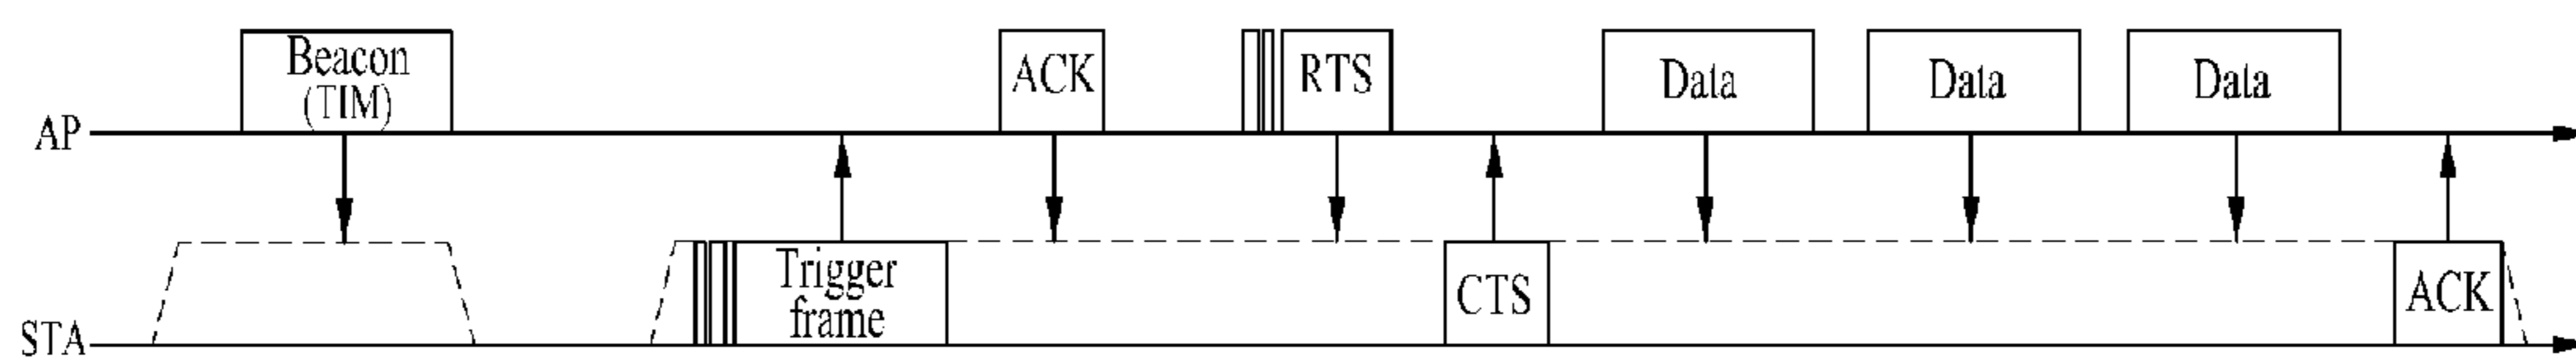 Beacon
(TIM)
ACK
RTS
Data
Data
Data
AP
Trigger
frame
CTS
ACK
STA